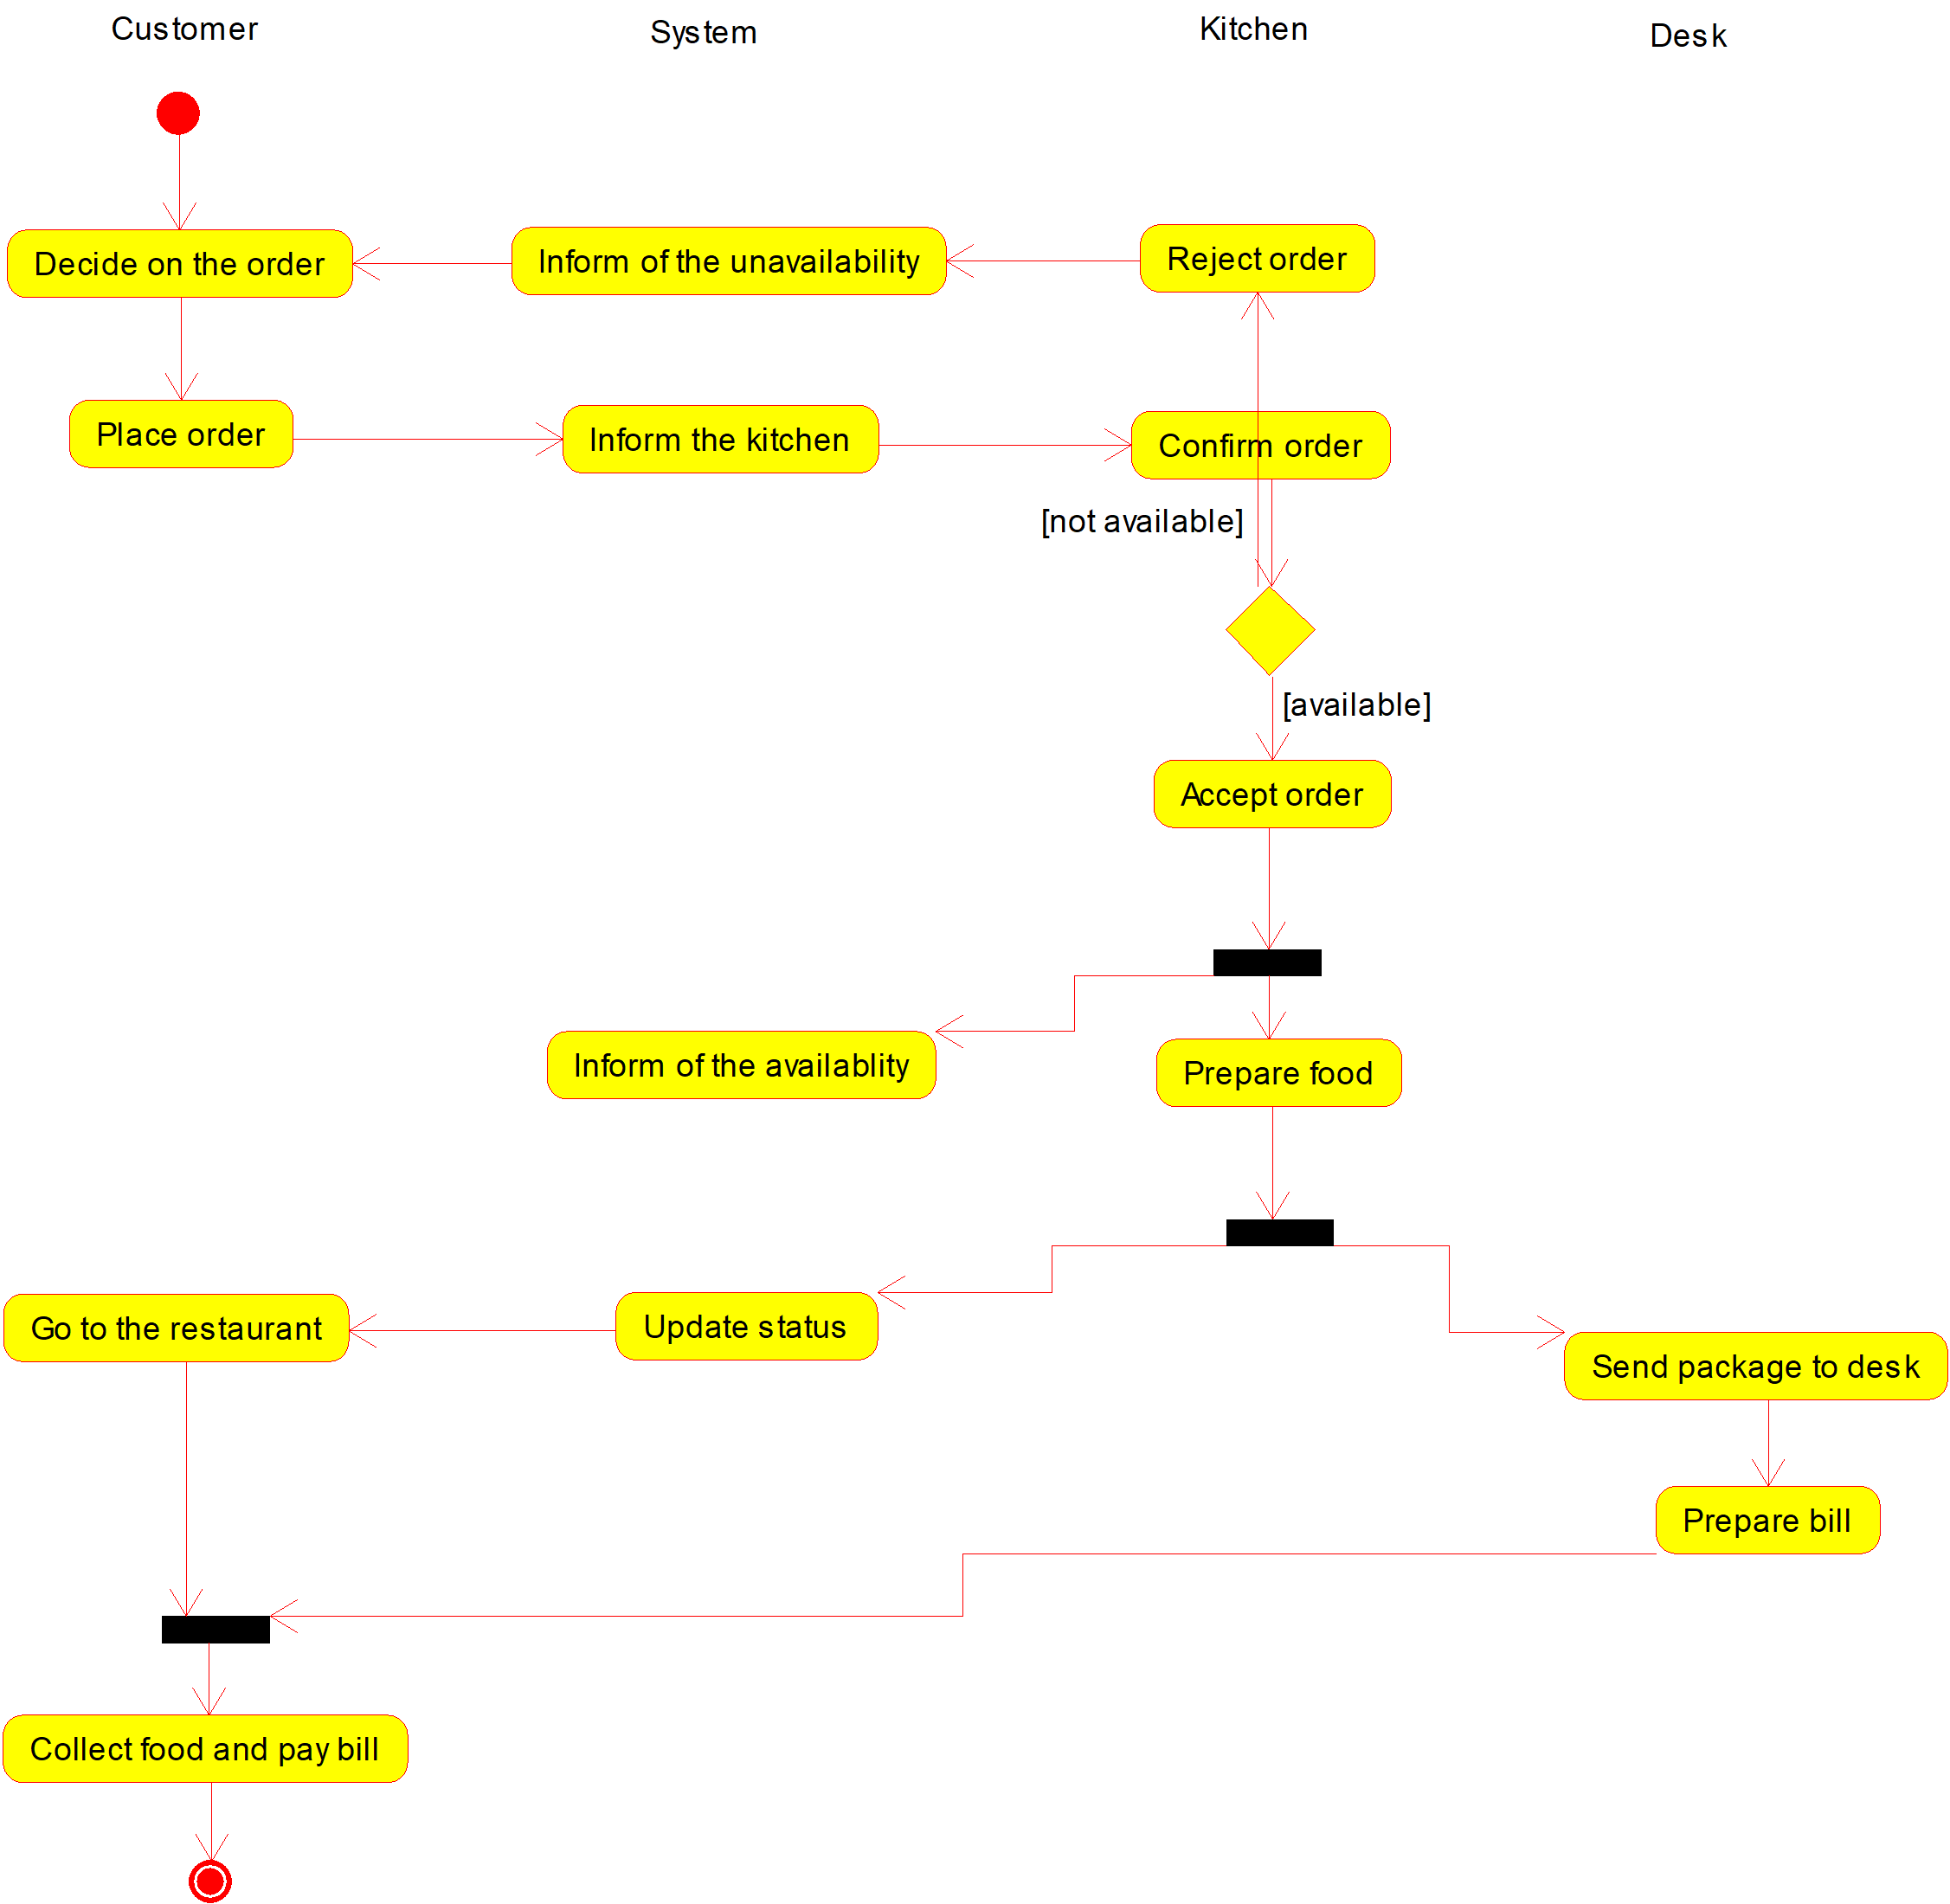 Customer
System
Kitchen
Desk
Decide on the order
Inform of the unavailability
Reject order
Place order
Inform the kitchen
Confirm order
[not available]
[available]
Accept order
Inform of the availablity
Prepare food
Go to the restaurant
Update status
Send package to desk
Prepare bill
Collect food and pay bill